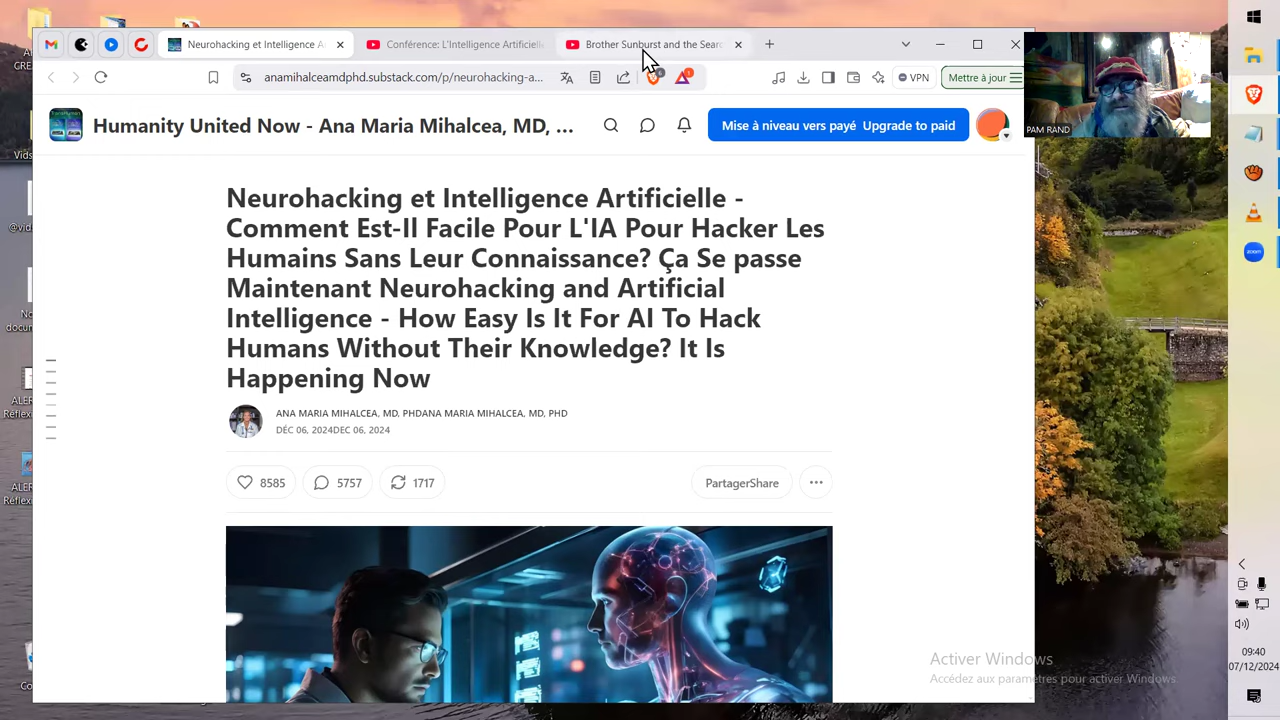 Neurohacking et Intelligence A
Conférence: L'Intelligence Artificielle
Brother Sunburst and the Searc
anamihalceamdphd.substack.com/p/neurohacking-a...
6
1
VPN
Mettre à jour
Humanity United Now - Ana Maria Mihalcea, MD, ...
Mise à niveau vers payé Upgrade to paid
PAM RAND
Neurohacking et Intelligence Artificielle -
Comment Est-Il Facile Pour L'IA Pour Hacker Les
Humains Sans Leur Connaissance? Ça Se passe
Maintenant Neurohacking and Artificial
Intelligence - How Easy Is It For AI To Hack
Humans Without Their Knowledge? It Is
Happening Now
ANA MARIA MIHALCEA, MD, PHDANA MARIA MIHALCEA, MD, PHD
DÉC 06, 2024DEC 06, 2024
8585
5757
1717
PartagerShare
Activer Windows
Accédez aux paramètres pour activer Windows.
zoom
09:40
07/12/2024